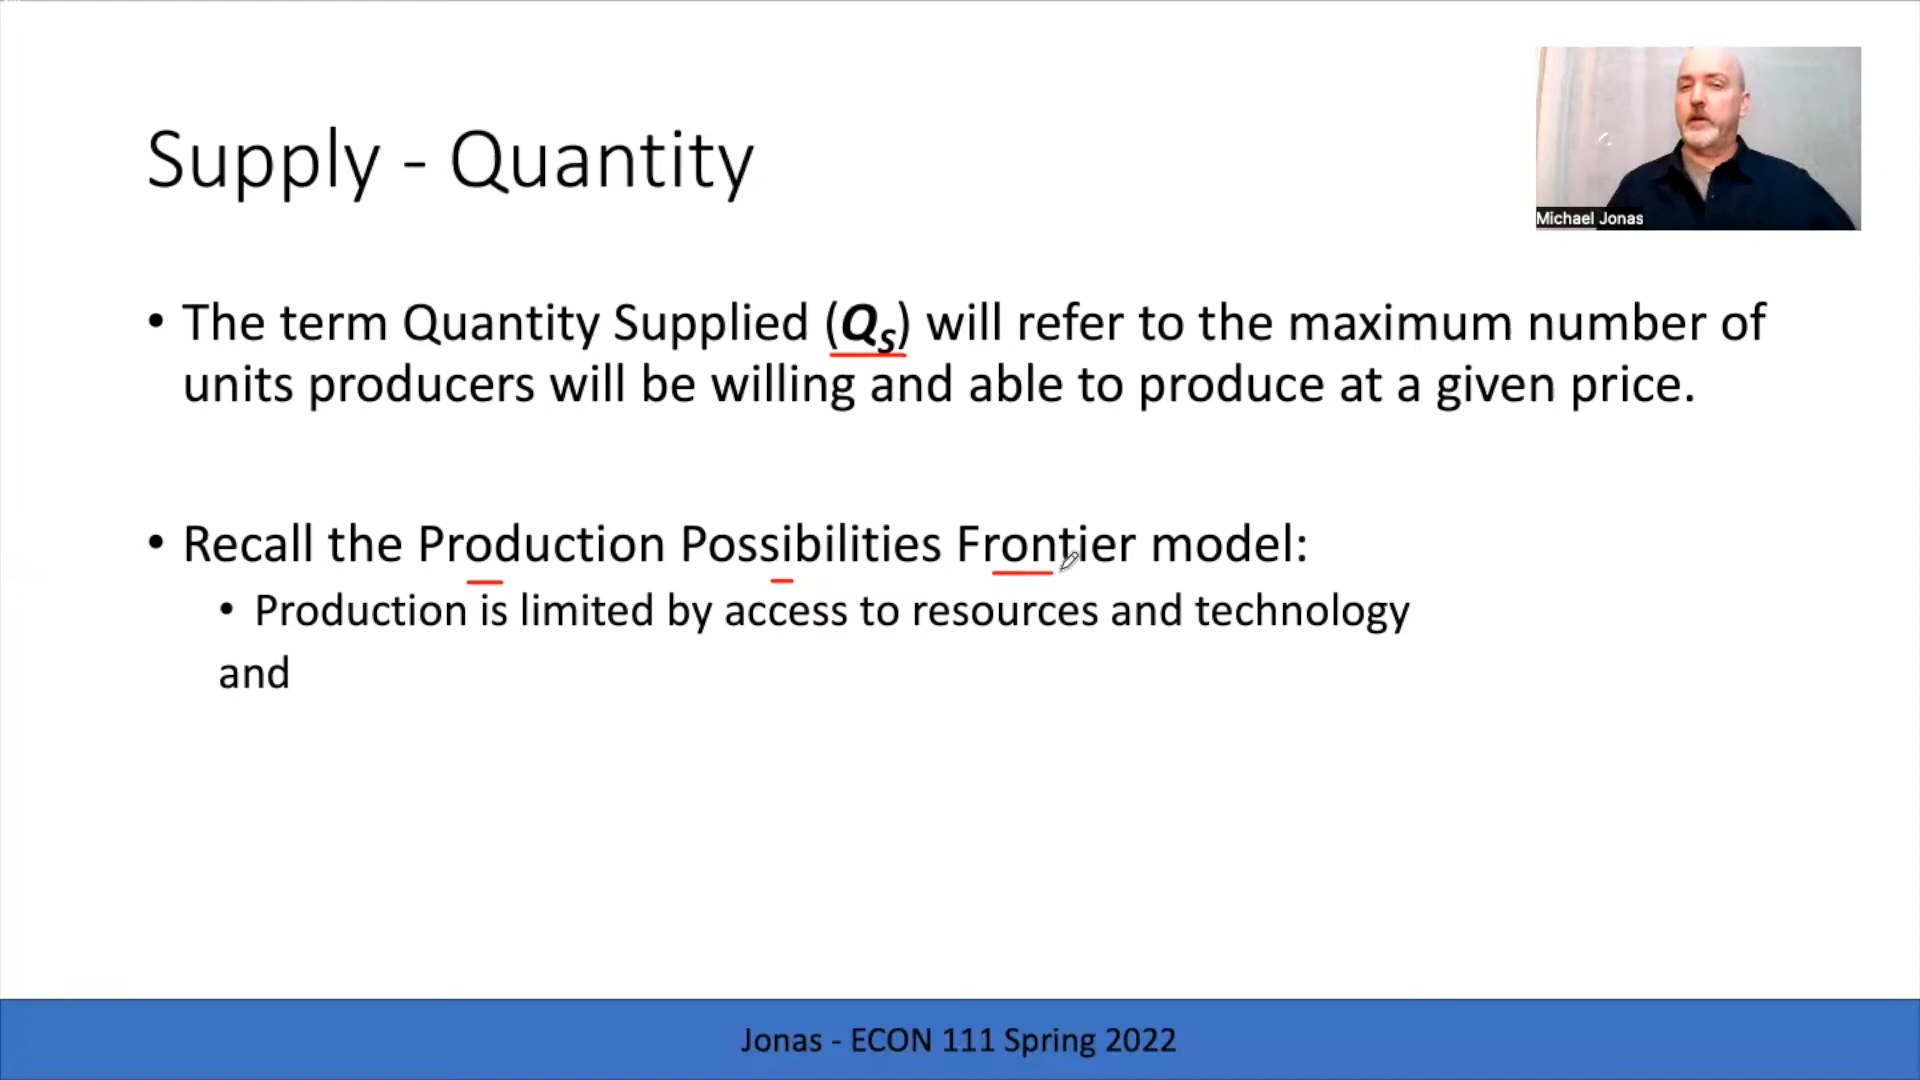 Supply - Quantity
Michael Jonas
• The term Quantity Supplied (Qs) will refer to the maximum number of
units producers will be willing and able to produce at a given price.
• Recall the Production Possibilities Frontier model:
• Production is limited by access to resources and technology
and
Jonas - ECON 111 Spring 2022